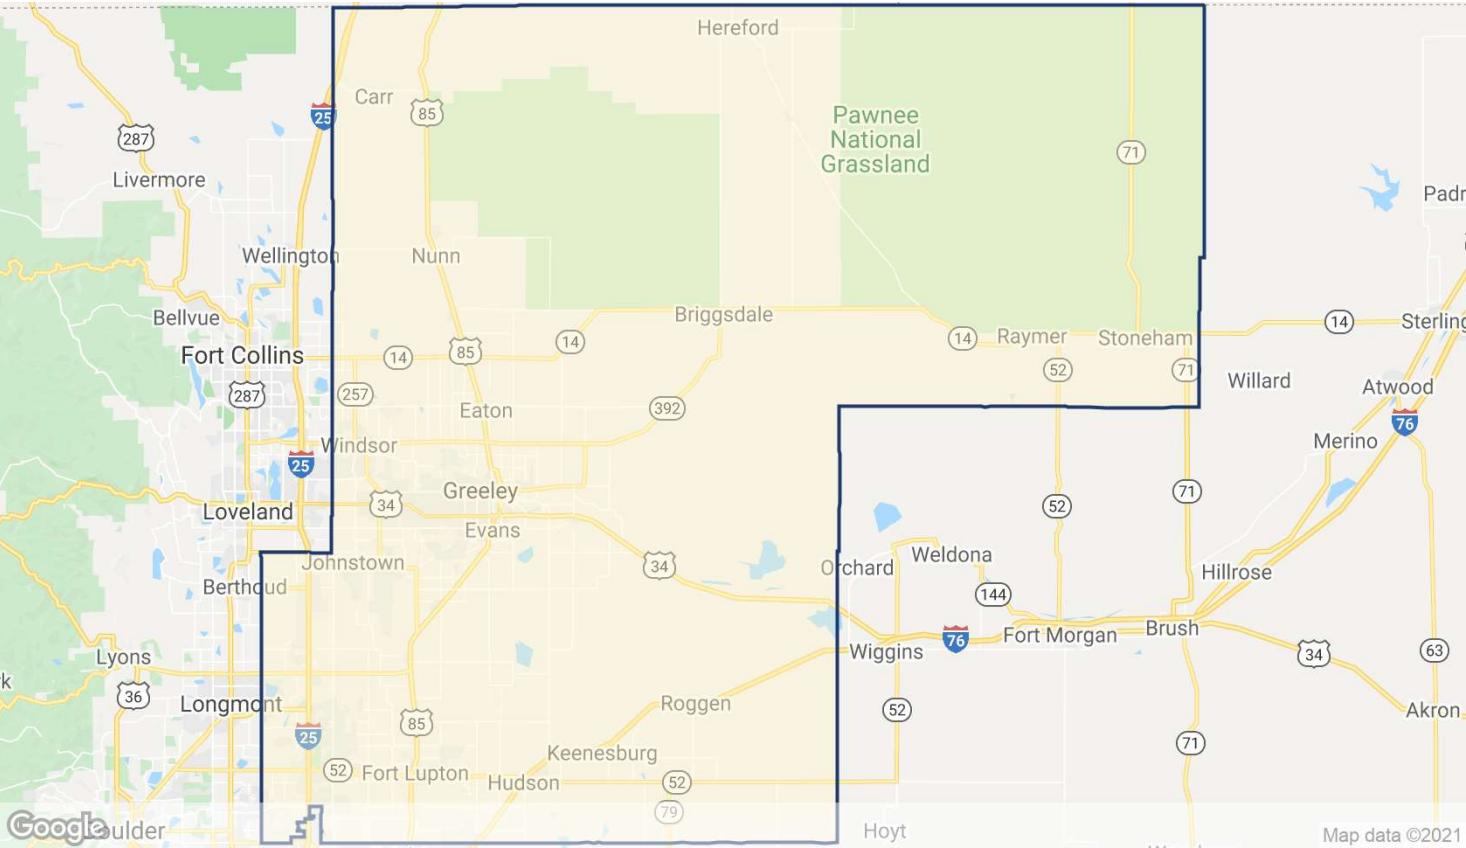 Hereford
Carr
85
25
Pawnee
National
Grassland
287
71
Livermore
Padr
Wellington
Nunn
Bellvue
Briggsdale
14
Sterling
14
Raymer
Stoneham
14
85
Fort Collins
14
52
71
Willard
Atwood
287
257
Eaton
392
76
Windsor
Merino
25
Greeley
71
34
52
Loveland
Evans
Johnstown
34
Orchard
Weldona
Hillrose
Berthoud
144
Fort Morgan
Brush
76
Wiggins
34
63
Lyons
36
Longmont
Roggen
52
Akron
85
25
71
Keenesburg
52
Fort Lupton
Hudson
52
79
Google
oulder
Hoyt
Map data ©2021